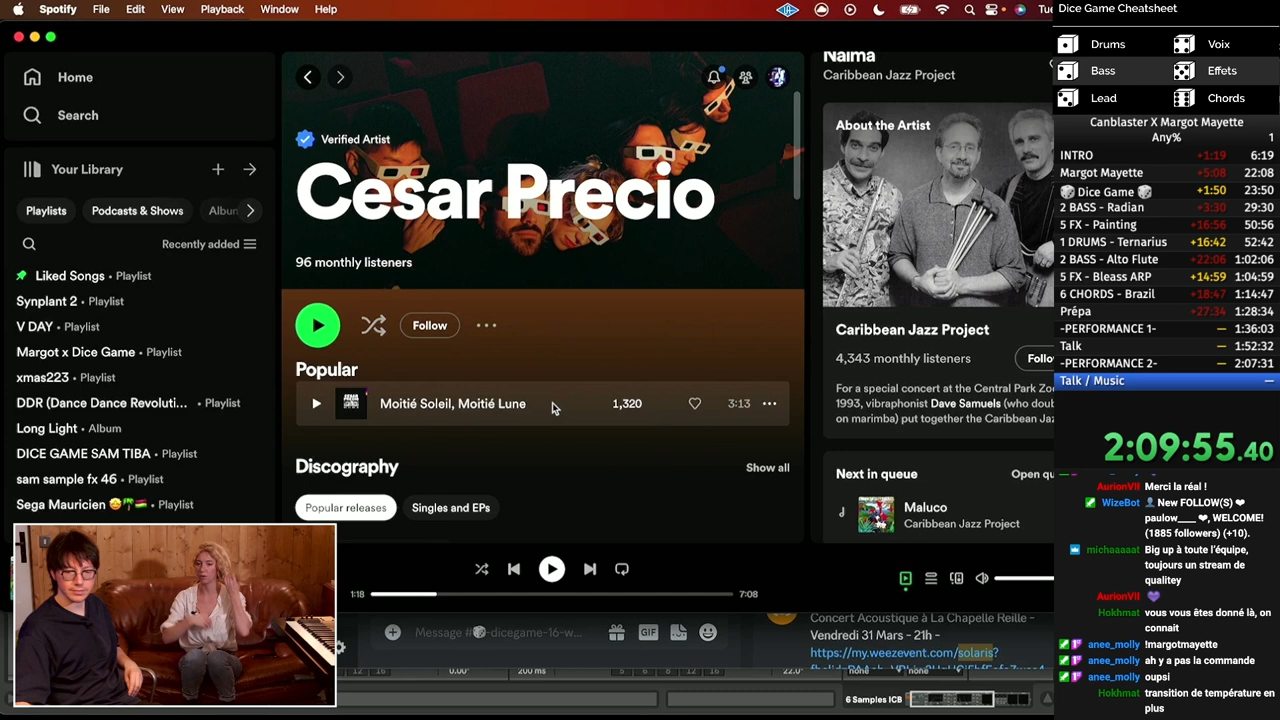 Spotify File Edit View Playback Window Help
Home
Search
Your Library
Playlists Podcasts & Shows
Recently added
Liked Songs • Playlist
Synplant 2 • Playlist
V DAY • Playlist
Margot x Dice Game • Playlist
xmas223 • Playlist
DDR (Dance Dance Revoluti... • Playlist
Long Light • Album
DICE GAME SAM TIBA • Playlist
sam sample fx 46 • Playlist
Sega Mauricien 🤩🌴 • Playlist
Verified Artist
Cesar Precio
96 monthly listeners
Follow
Popular
Moitié Soleil, Moitié Lune 1,320 3:13
Discography Show all
Popular releases Singles and EPs
Naima
Caribbean Jazz Project
About the Artist
Caribbean Jazz Project
4,343 monthly listeners
For a special concert at the Central Park Zo
1993, vibraphonist Dave Samuels (who dou
on marimba) put together the Caribbean Jaz
Next in queue
Maluco
Caribbean Jazz Project
1:18 7:08
GIF
Concert Acoustique à La Chapelle Reille -
Vendredi 31 Mars - 21h -
https://my.weezevent.com/solaris?
0.00° 200 ms
6 Samples ICB
Dice Game Cheatsheet
Drums Voix
Bass Effets
Lead Chords
Canblaster X Margot Mayette
Any% 1
INTRO +1:19 6:19
Margot Mayette +5:08 22:08
🎲 Dice Game 🎲 +1:50 23:50
2 BASS - Radian +3:30 29:30
5 FX - Painting +16:56 50:56
1 DRUMS - Ternarius +16:42 52:42
2 BASS - Alto Flute +22:06 1:02:06
5 FX - Bleass ARP +14:59 1:04:59
6 CHORDS - Brazil +18:47 1:14:47
Prépa +27:34 1:28:34
-PERFORMANCE 1- — 1:36:03
Talk — 1:52:32
-PERFORMANCE 2- — 2:07:31
Talk / Music —
2:09:55.40
AurionVII Merci la réal !
WizeBot 👤 New FOLLOW(S) ❤
paulow____ ❤, WELCOME!
(1885 followers) (+10).
michaaaaat Big up à toute l'équipe,
toujours un stream de
qualitey
AurionVII 💜
Hokhmat vous vous êtes donné là, on
connait
anee_molly !margotmayette
anee_molly ah y a pas la commande
anee_molly oupsi
Hokhmat transition de température en
plus